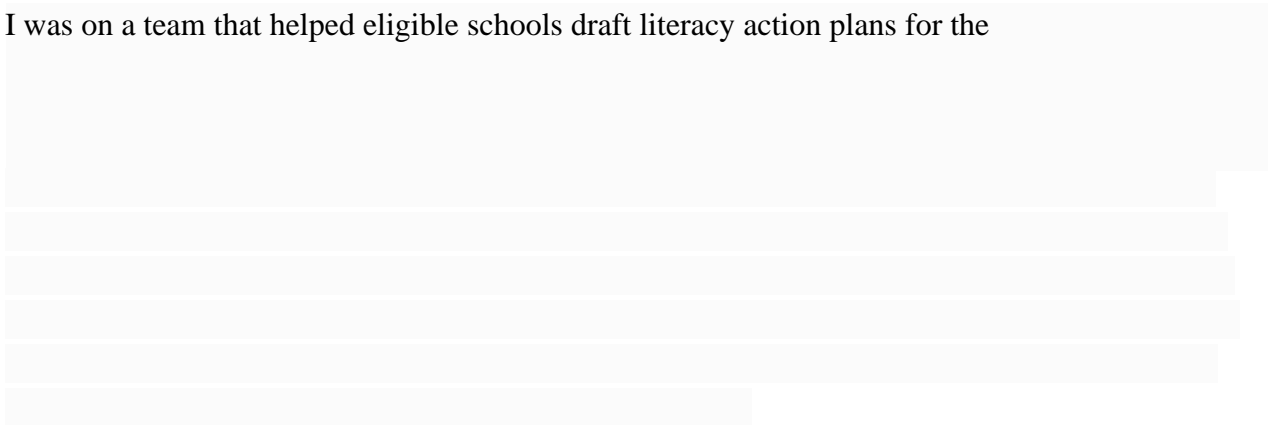 I was on a team that helped eligible schools draft literacy action plans for the